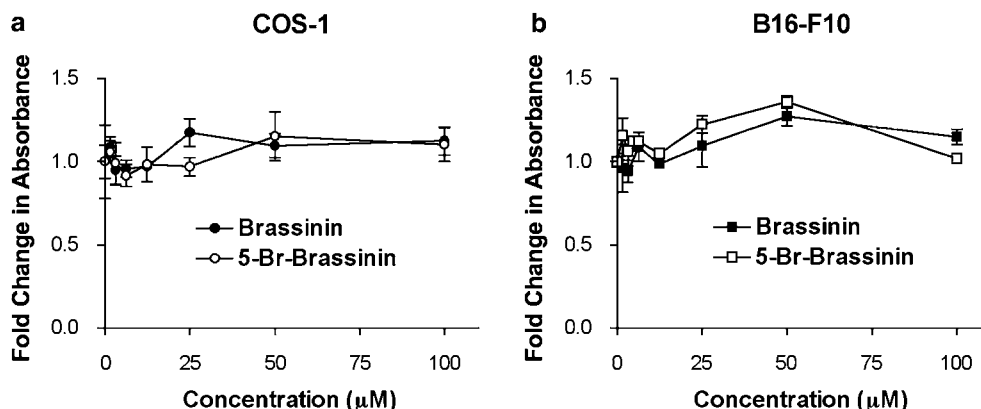 a
COS-1
Fold Change in Absorbance
1.5
1.0
0.5
0.0
Brassinin
5-Br-Brassinin
0
25
50
75
100
Concentration (μM)
b
B16-F10
Fold Change in Absorbance
1.5
1.0
0.5
0.0
Brassinin
5-Br-Brassinin
0
25
50
75
100
Concentration (μM)